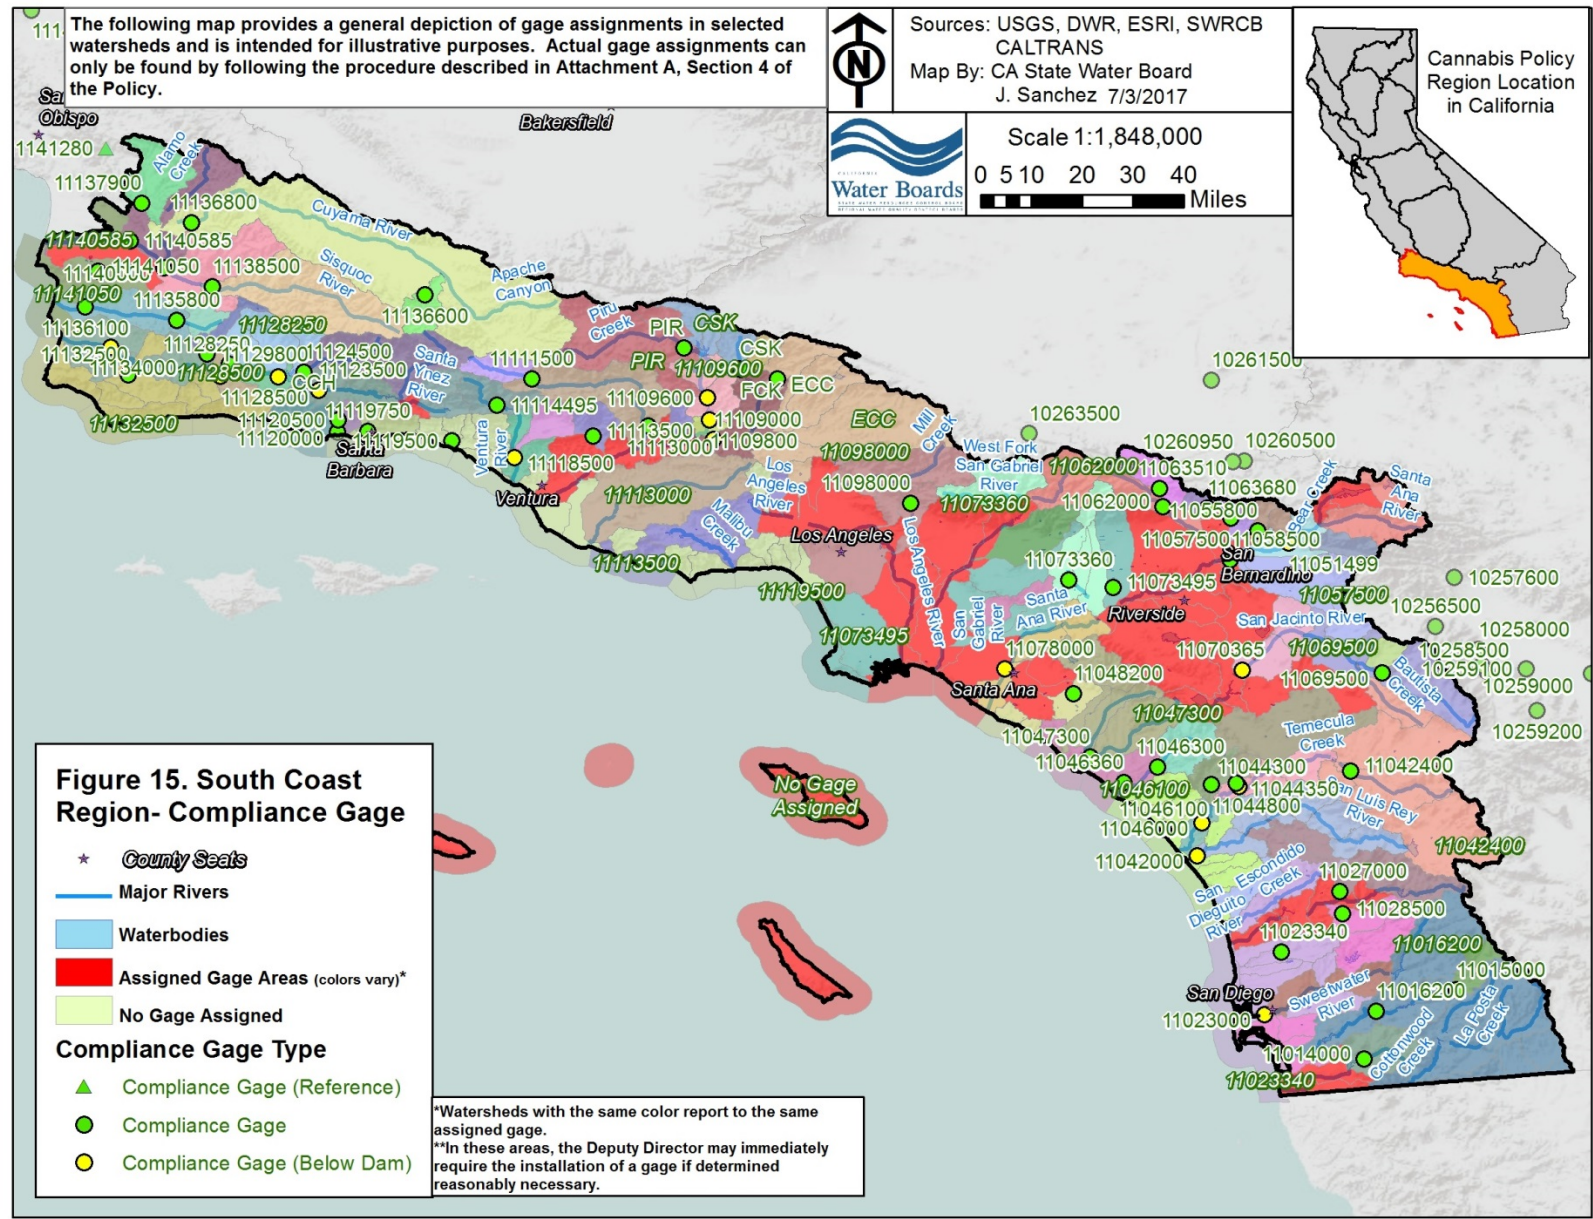 The following map provides a general depiction of gage assignments in selected
watersheds and is intended for illustrative purposes.  Actual gage assignments can
only be found by following the procedure described in Attachment A, Section 4 of
the Policy.
N
Sources: USGS, DWR, ESRI, SWRCB
CALTRANS
Map By: CA State Water Board
J. Sanchez 7/3/2017
CALIFORNIA
Water Boards
STATE WATER RESOURCES CONTROL BOARD
REGIONAL WATER QUALITY CONTROL BOARDS
Scale 1:1,848,000
0 5 10 20 30 40
Miles
Cannabis Policy
Region Location
in California
Obispo
Bakersfield
1141280
Alamo
Creek
11137900
11136800
Cuyama River
11140585
11140585
Sisquoc
River
11141050
11138500
Apache
Canyon
11141050
11135800
11136600
Piru
Creek
PIR
CSK
11136100
11128250
CSK
11132500
11128250
11129800
11124500
Santa
Ynez
River
11111500
PIR
11109600
11134000
11128500
11123500
CCH
FCK
ECC
11128500
11114495
11109600
11132500
11119750
11120500
11120000
11119500
Santa
Barbara
Ventura
River
11113500
11109000
11113000
11109800
ECC
Mill
Creek
11118500
Ventura
11113000
Los
Angeles
River
11098000
11098000
Malibu
Creek
11113500
Los Angeles
Los Angeles River
11119500
11073495
10261500
10263500
West Fork
San Gabriel
River
10260950
10260500
11062000
11063510
11063680
11073360
11062000
11055800
Bear Creek
Santa
Ana
River
11057500
11058500
San
Bernardino
11051499
11073360
11073495
11057500
10257600
San
Gabriel
River
Santa
Ana River
Riverside
San Jacinto River
10256500
10258000
11078000
11070365
11069500
10258500
10259100
11048200
11069500
Bautista
Creek
10259000
Santa Ana
10259200
11047300
11047300
Temecula
Creek
11046300
11046360
11044300
11042400
11046100
11044350
11046100
11044800
San Luis Rey
River
11046000
11042000
11042400
San
Dieguito
River
Escondido
Creek
11027000
11028500
11023340
11016200
11015000
San Diego
Sweetwater
River
11016200
11023000
La Posta
Creek
11014000
Cottonwood
Creek
11023340
No Gage
Assigned
Figure 15. South Coast
Region- Compliance Gage
County Seats
Major Rivers
Waterbodies
Assigned Gage Areas (colors vary)*
No Gage Assigned
Compliance Gage Type
Compliance Gage (Reference)
Compliance Gage
Compliance Gage (Below Dam)
*Watersheds with the same color report to the same
assigned gage.
**In these areas, the Deputy Director may immediately
require the installation of a gage if determined
reasonably necessary.